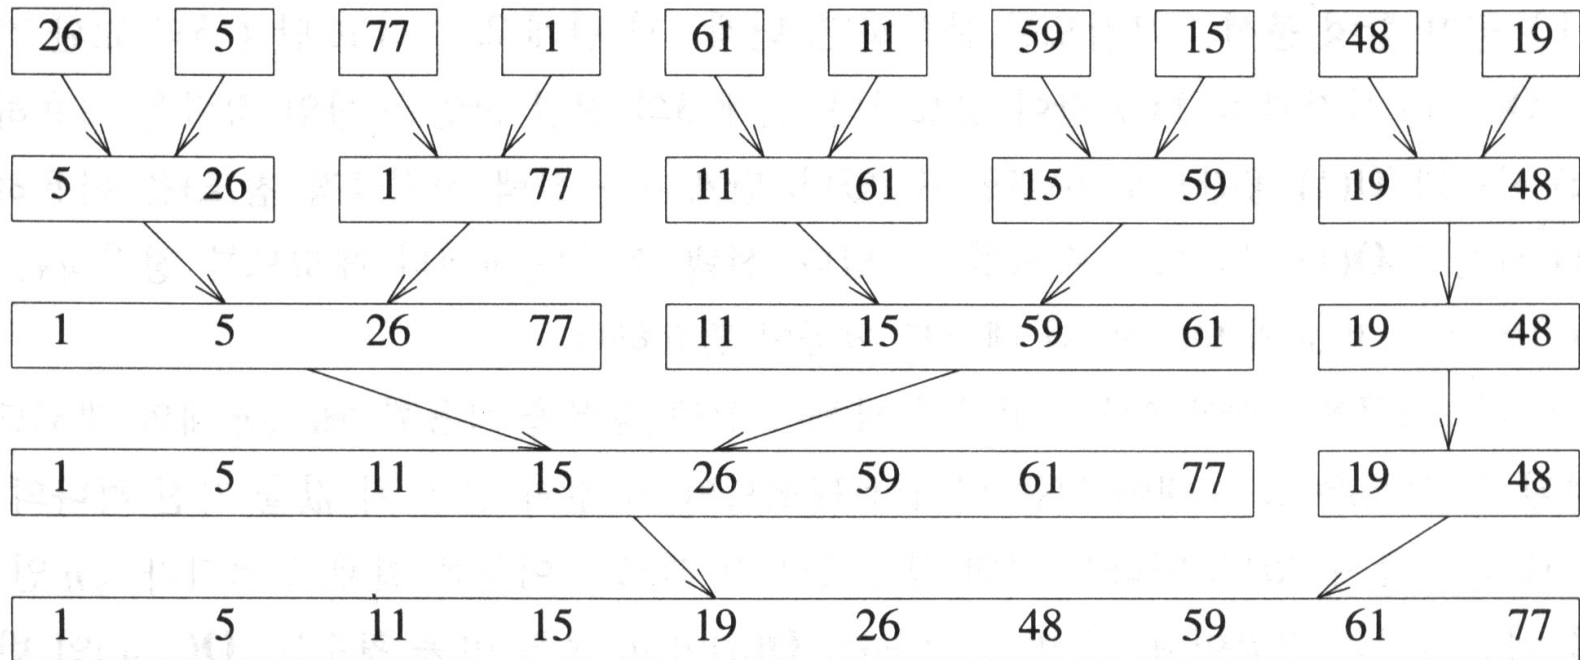 26 5 77 1 61 11 59 15 48 19
5 26 1 77 11 61 15 59 19 48
1 5 26 77 11 15 59 61 19 48
1 5 11 15 26 59 61 77 19 48
1 5 11 15 19 26 48 59 61 77